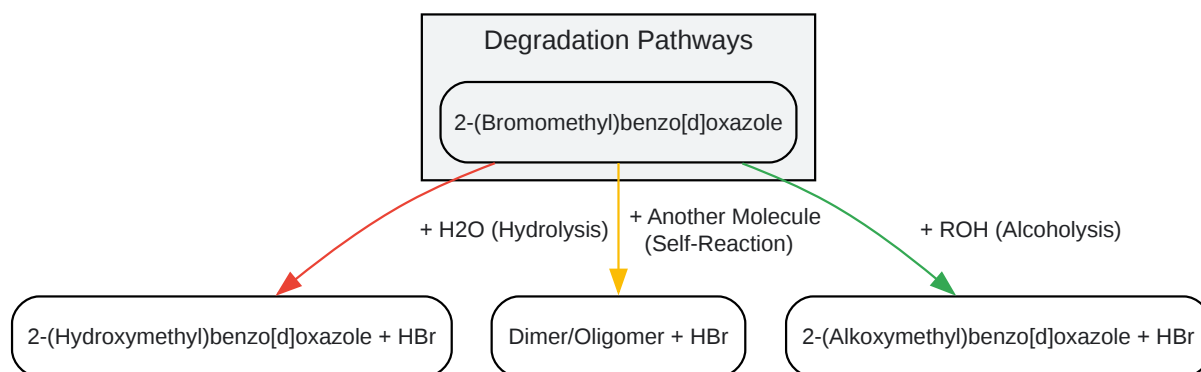 Degradation Pathways
2-(Bromomethyl)benzo[d]oxazole
+ H2O (Hydrolysis)
+ Another Molecule
(Self-Reaction)
+ ROH (Alcoholysis)
2-(Hydroxymethyl)benzo[d]oxazole + HBr
Dimer/Oligomer + HBr
2-(Alkoxymethyl)benzo[d]oxazole + HBr